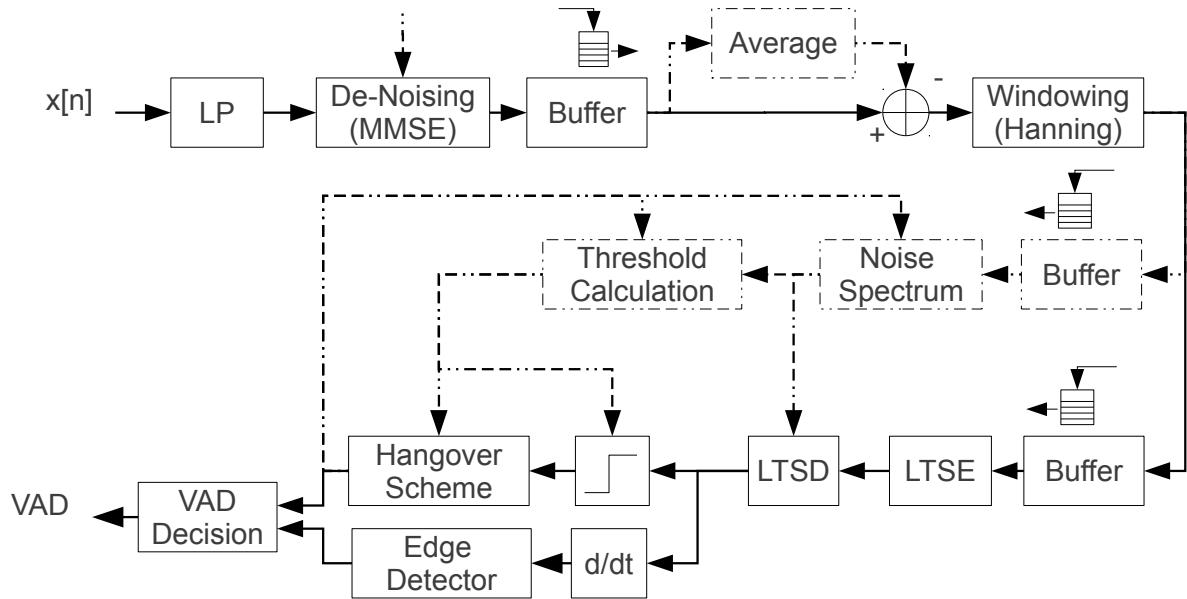 Average
-
x[n]
LP
De-Noising
(MMSE)
Buffer
+
Windowing
(Hanning)
Threshold
Calculation
Noise
Spectrum
Buffer
Hangover
Scheme
LTSD
LTSE
Buffer
VAD
VAD
Decision
Edge
Detector
d/dt